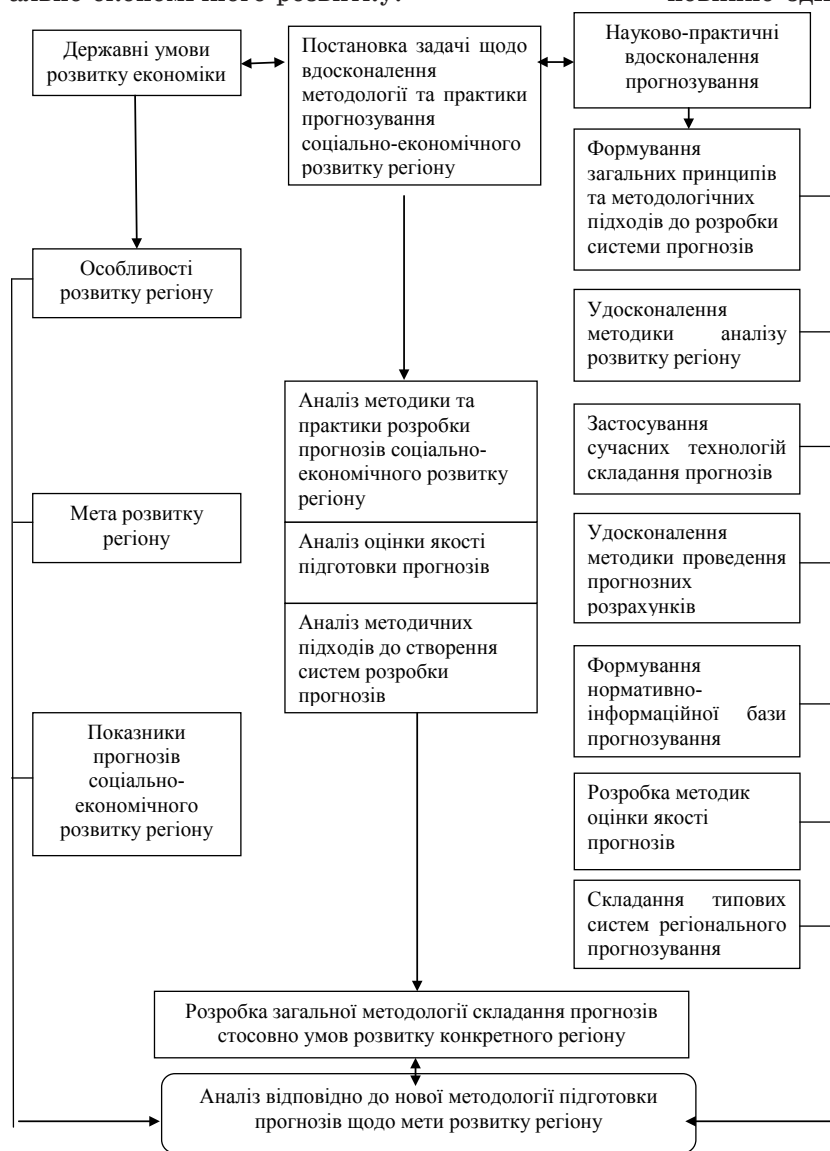 ально-економічного розвитку.
Державні умови
розвитку економіки
Постановка задачі щодо
вдосконалення
методології та практики
прогнозування
соціально-економічного
розвитку регіону
Науково-практичні
вдосконалення
прогнозування
Формування
загальних принципів
та методологічних
підходів до розробки
системи прогнозів
Особливості
розвитку регіону
Удосконалення
методики аналізу
розвитку регіону
Аналіз методики та
практики розробки
прогнозів соціально-
економічного розвитку
регіону
Застосування
сучасних технологій
складання прогнозів
Мета розвитку
регіону
Аналіз оцінки якості
підготовки прогнозів
Удосконалення
методики проведення
прогнозних
розрахунків
Аналіз методичних
підходів до створення
систем розробки
прогнозів
Формування
нормативно-
інформаційної бази
прогнозування
Показники
прогнозів
соціально-
економічного
розвитку регіону
Розробка методик
оцінки якості
прогнозів
Складання типових
систем регіонального
прогнозування
Розробка загальної методології складання прогнозів
стосовно умов розвитку конкретного регіону
Аналіз відповідно до нової методології підготовки
прогнозів щодо мети розвитку регіону